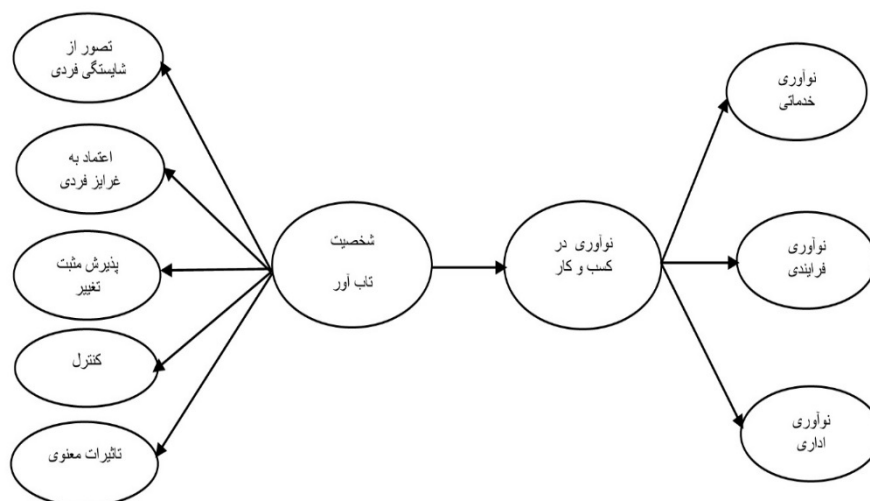 تصور از
شایستگی فردی
اعتماد به
غرایز فردی
پذیرش مثبت
تغییر
کنترل
تاثیرات معنوی
شخصیت
تاب آور
نوآوری در
کسب و کار
نوآوری
خدماتی
نوآوری
فرایندی
نوآوری
اداری